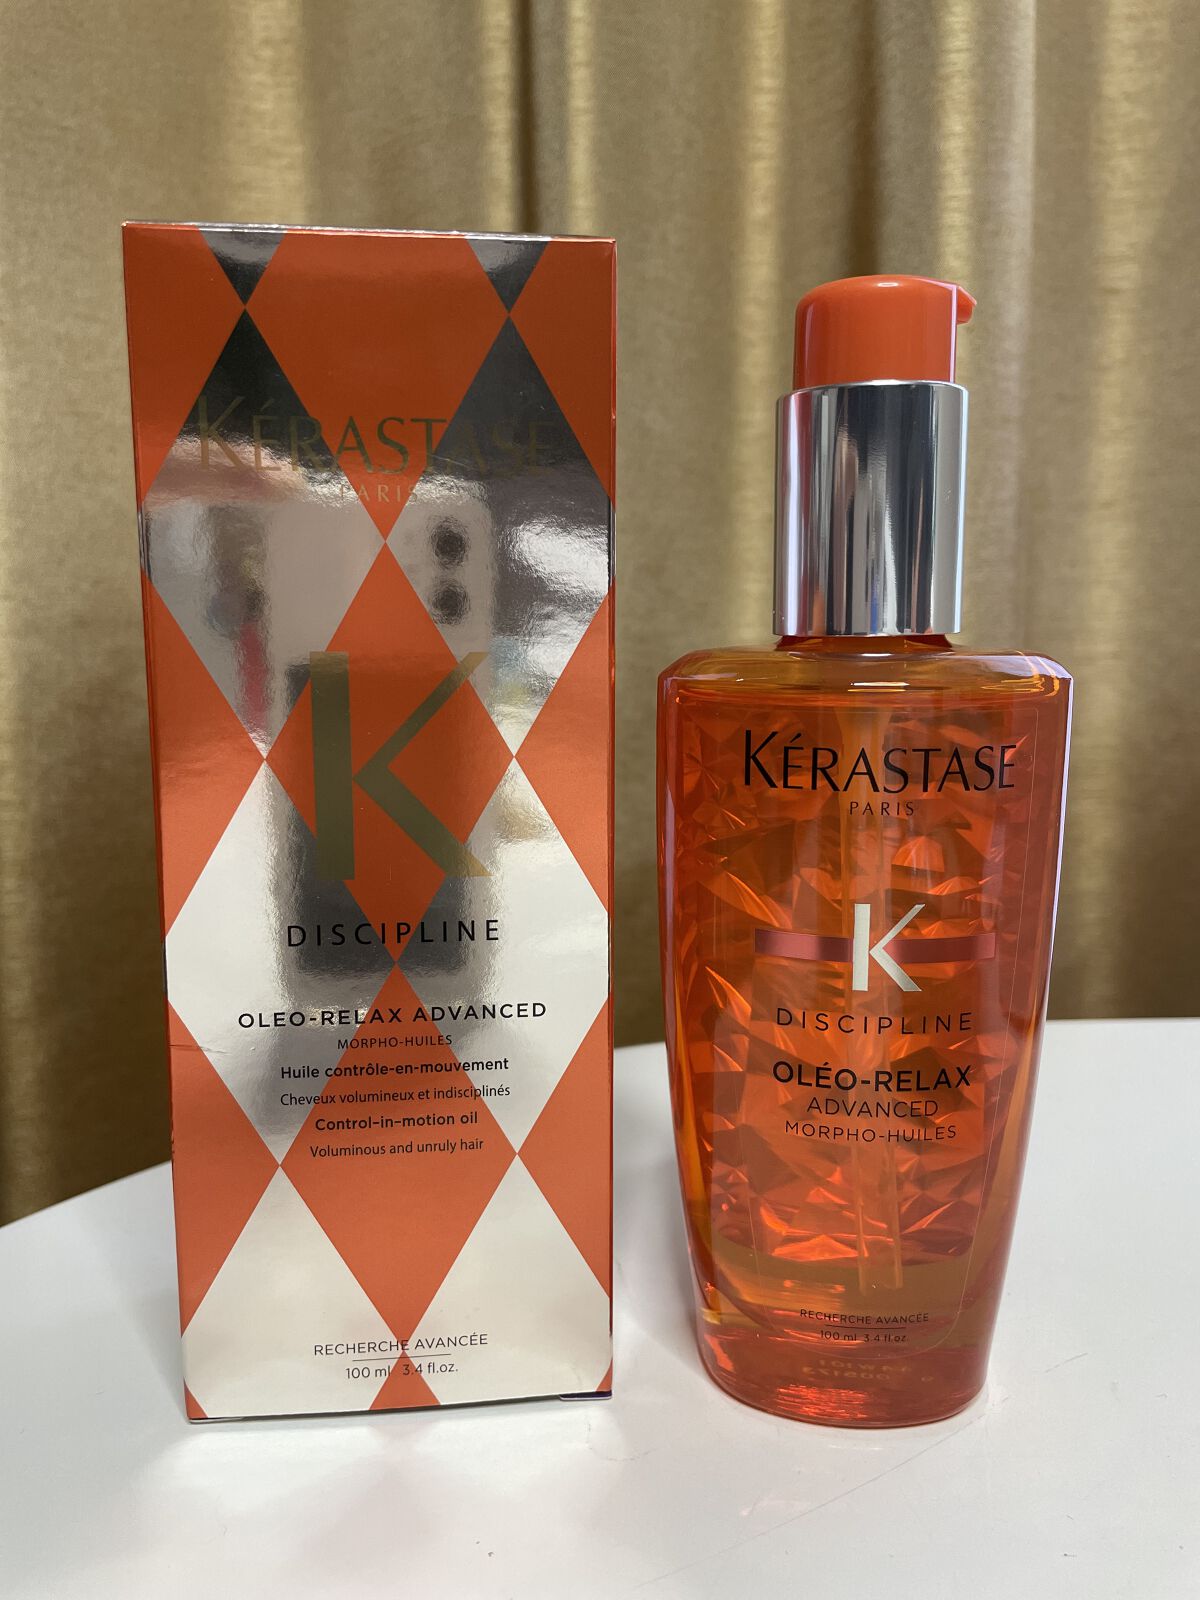 KÉRASTASE
PARIS
K
DISCIPLINE
OLEO-RELAX ADVANCED
MORPHO-HUILES
Huile contrôle-en-mouvement
Cheveux volumineux et indisciplinés
Control-in-motion oil
Voluminous and unruly hair
RECHERCHE AVANCÉE
100 ml 3.4 fl.oz.
KÉRASTASE
PARIS
K
DISCIPLINE
OLÉO-RELAX
ADVANCED
MORPHO-HUILES
RECHERCHE AVANCÉE
100 ml 3.4 fl.oz.